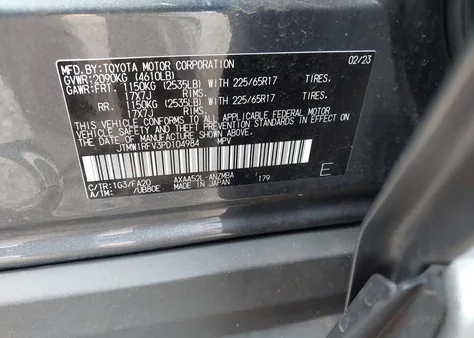 MFD.BY:TOYOTA MOTOR CORPORATION 02/23
GVWR:2090KG (4610LB)
GAWR:FRT. 1150KG (2535LB) WITH 225/65R17 TIRES.
17X7J RIMS.
RR. 1150KG (2535LB) WITH 225/65R17 TIRES.
17X7J RIMS.
THIS VEHICLE CONFORMS TO ALL APPLICABLE FEDERAL MOTOR
VEHICLE SAFETY AND THEFT PREVENTION STANDARDS IN EFFECT ON THE
DATE OF MANUFACTURE SHOWN ABOVE.
JTMW1RFV3PD104984 MPV
C/TR:1G3/FA20 AXAA52L-ANZMBA
A/TM: /UB80E MADE IN JAPAN 179 E